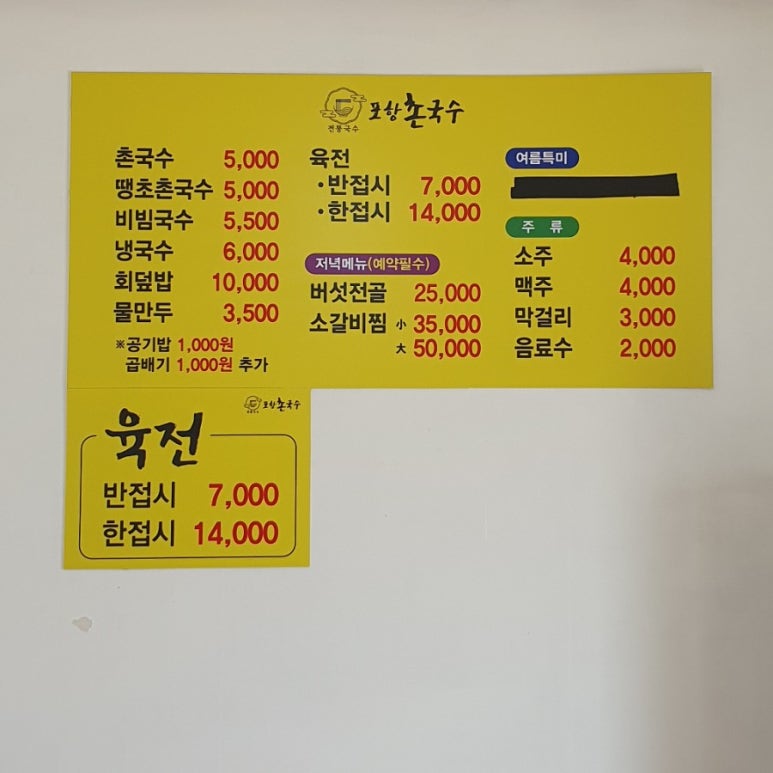 전통국수
포항 촌국수
촌국수 5,000
땡초촌국수 5,000
비빔국수 5,500
냉국수 6,000
회덮밥 10,000
물만두 3,500
※공기밥 1,000원
곱배기 1,000원 추가
육전
·반접시 7,000
·한접시 14,000
저녁메뉴(예약필수)
버섯전골 25,000
소갈비찜 小 35,000
大 50,000
여름특미
주 류
소주 4,000
맥주 4,000
막걸리 3,000
음료수 2,000
포항 촌국수
육전
반접시 7,000
한접시 14,000